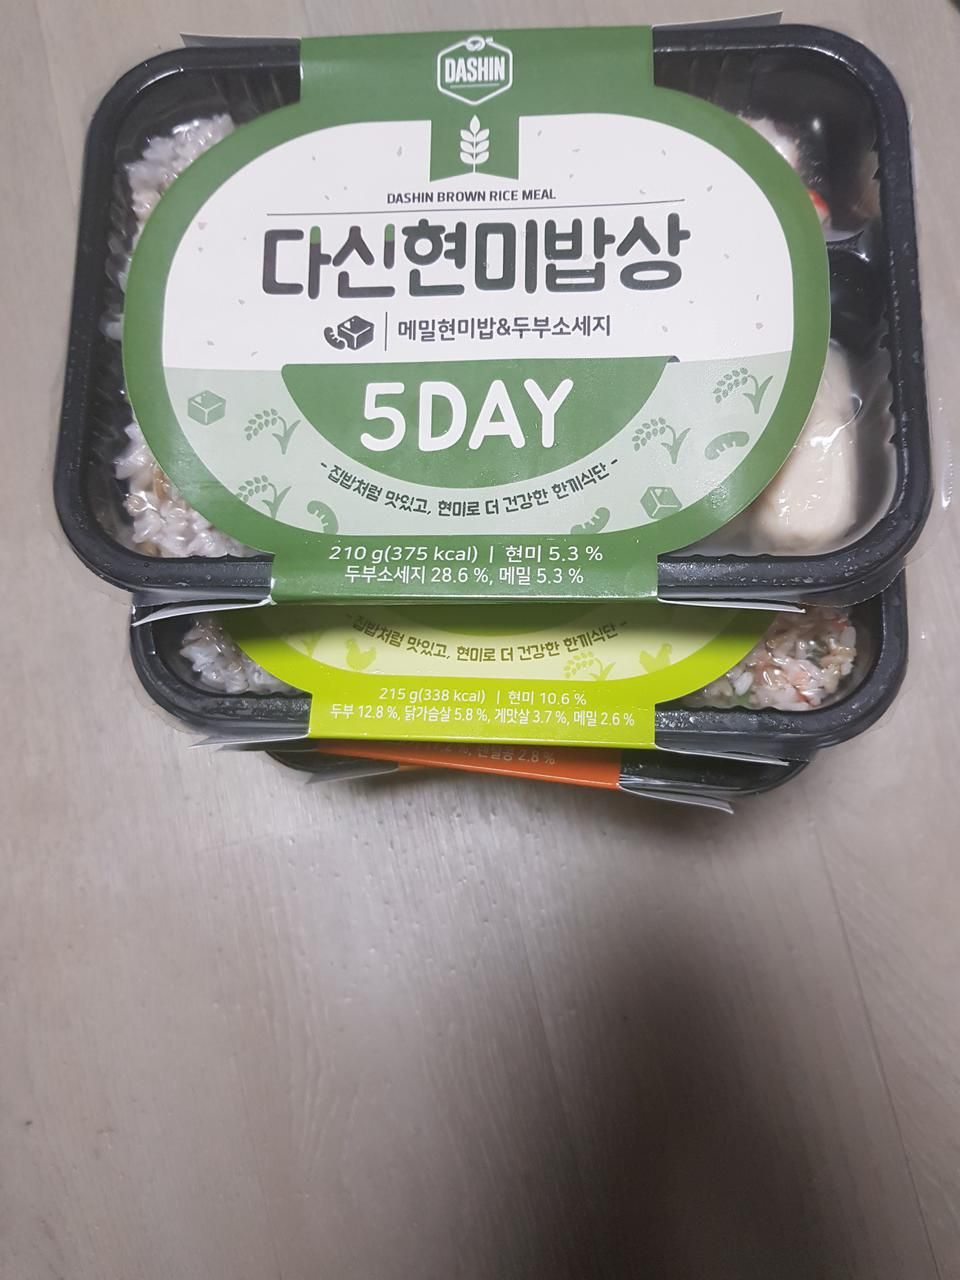 DASHIN
DASHIN BROWN RICE MEAL
다신현미밥상
메밀현미밥&두부소세지
5DAY
- 집밥처럼 맛있고, 현미로 더 건강한 한끼식단 -
210 g(375 kcal) | 현미 5.3 %
두부소세지 28.6 %, 메밀 5.3 %
- 집밥처럼 맛있고, 현미로 더 건강한 한끼식단 -
215 g(338 kcal) | 현미 10.6 %
두부 12.8 %, 닭가슴살 5.8 %, 게맛살 3.7 %, 메밀 2.6 %
2.8 %